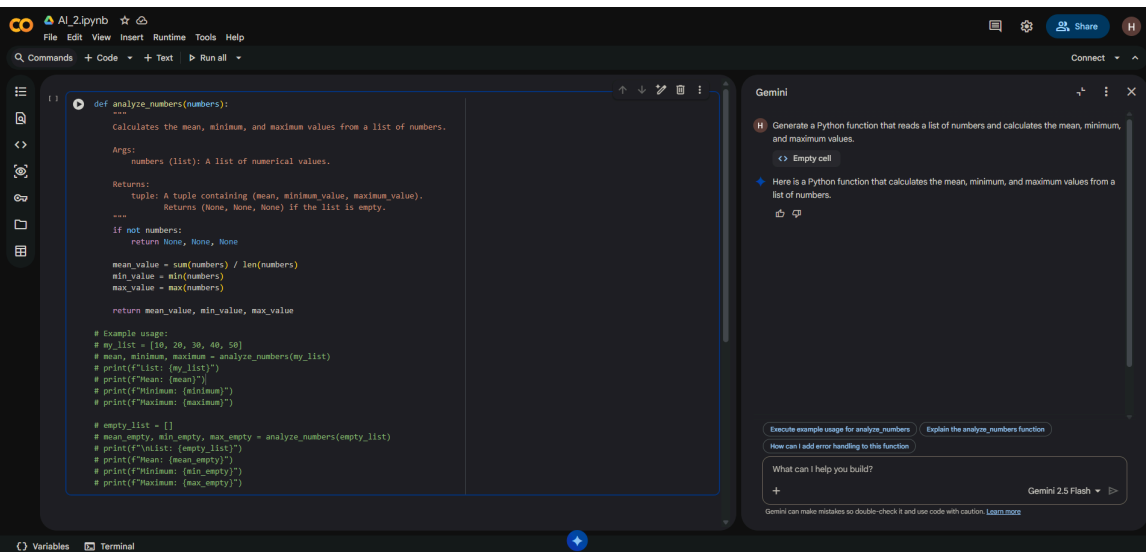 CO
AI_2.ipynb
File Edit View Insert Runtime Tools Help
Share
H
Commands + Code + Text Run all
Connect
[ ]
def analyze_numbers(numbers):
"""
Calculates the mean, minimum, and maximum values from a list of numbers.
Args:
numbers (list): A list of numerical values.
Returns:
tuple: A tuple containing (mean, minimum_value, maximum_value).
Returns (None, None, None) if the list is empty.
"""
if not numbers:
return None, None, None
mean_value = sum(numbers) / len(numbers)
min_value = min(numbers)
max_value = max(numbers)
return mean_value, min_value, max_value
# Example usage:
# my_list = [10, 20, 30, 40, 50]
# mean, minimum, maximum = analyze_numbers(my_list)
# print(f"List: {my_list}")
# print(f"Mean: {mean}")
# print(f"Minimum: {minimum}")
# print(f"Maximum: {maximum}")
# empty_list = []
# mean_empty, min_empty, max_empty = analyze_numbers(empty_list)
# print(f"\nList: {empty_list}")
# print(f"Mean: {mean_empty}")
# print(f"Minimum: {min_empty}")
# print(f"Maximum: {max_empty}")
Gemini
H
Generate a Python function that reads a list of numbers and calculates the mean, minimum,
and maximum values.
<> Empty cell
Here is a Python function that calculates the mean, minimum, and maximum values from a
list of numbers.
Execute example usage for analyze_numbers
Explain the analyze_numbers function
How can I add error handling to this function
What can I help you build?
+
Gemini 2.5 Flash
Gemini can make mistakes so double-check it and use code with caution. Learn more
{} Variables
Terminal